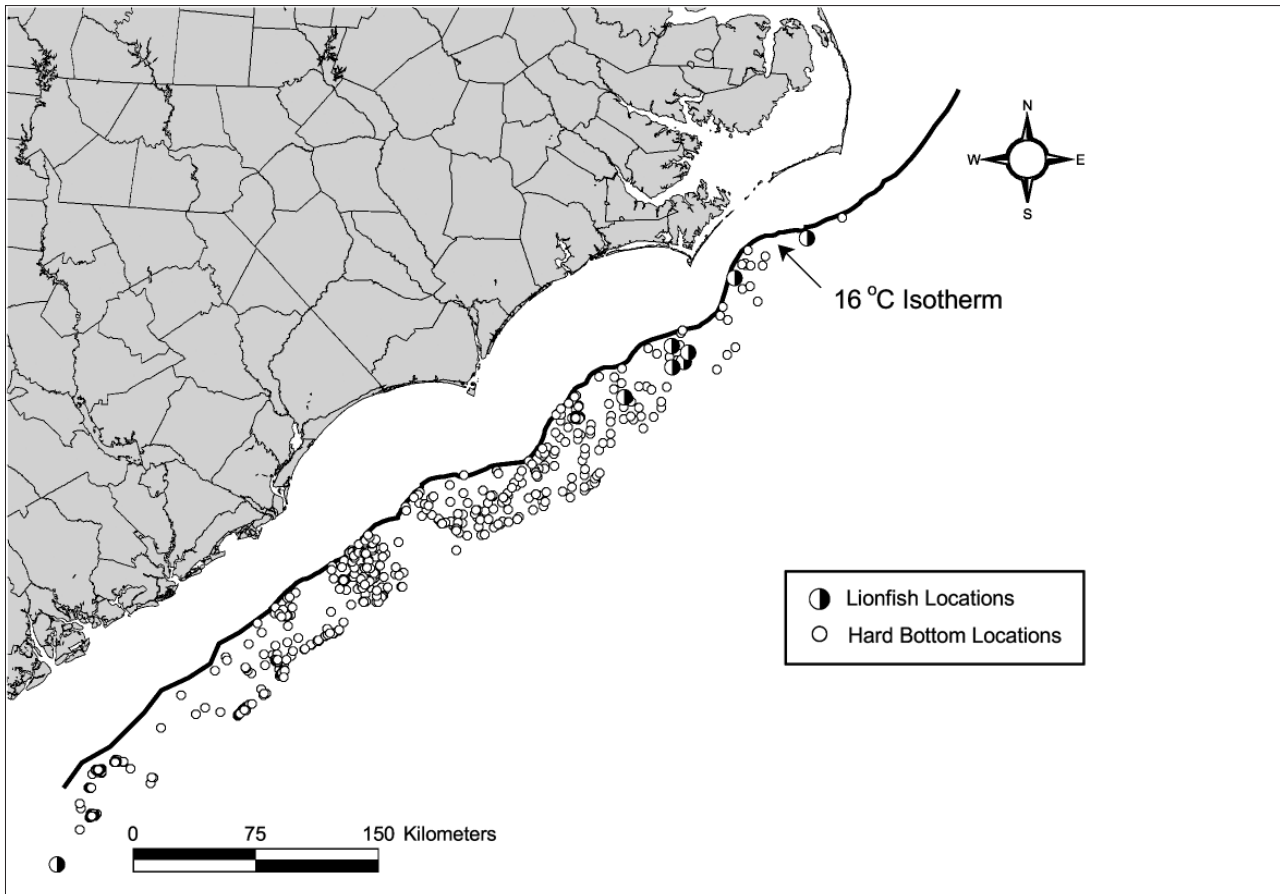 N
W E
S
16 °C Isotherm
Lionfish Locations
Hard Bottom Locations
0 75 150 Kilometers